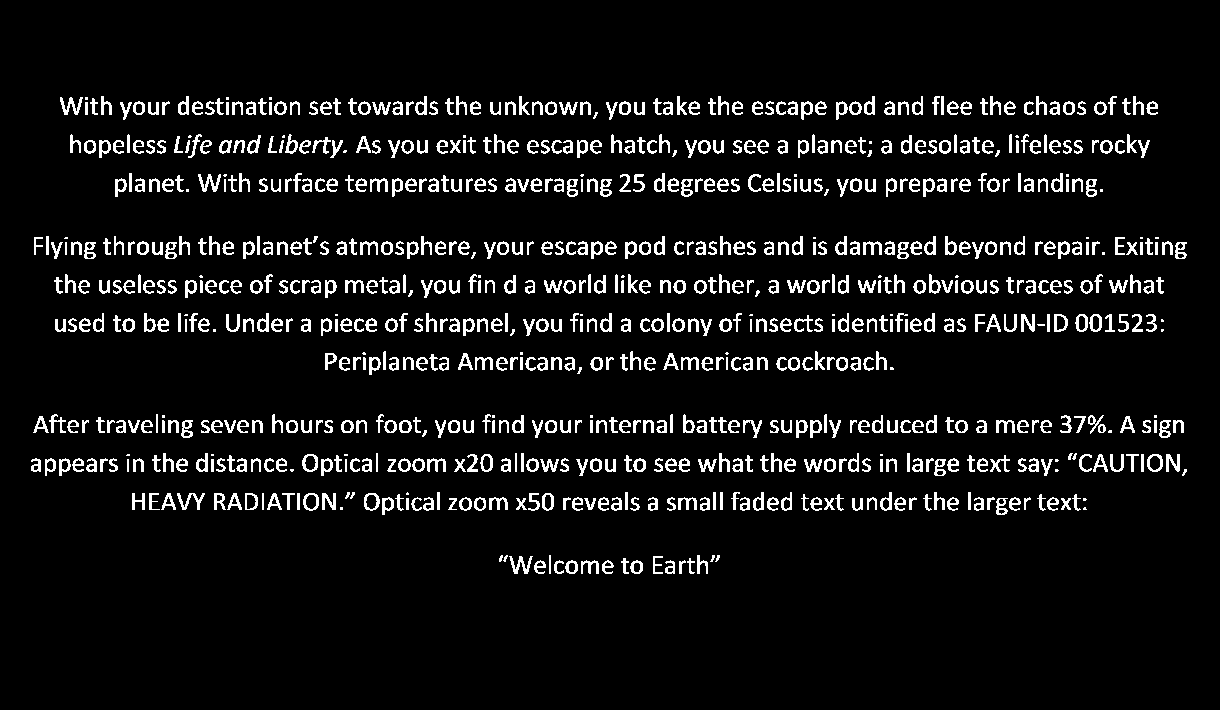 With your destination set towards the unknown, you take the escape pod and flee the chaos of the
hopeless Life and Liberty. As you exit the escape hatch, you see a planet; a desolate, lifeless rocky
planet. With surface temperatures averaging 25 degrees Celsius, you prepare for landing.
Flying through the planet’s atmosphere, your escape pod crashes and is damaged beyond repair. Exiting
the useless piece of scrap metal, you fin d a world like no other, a world with obvious traces of what
used to be life. Under a piece of shrapnel, you find a colony of insects identified as FAUN-ID 001523:
Periplaneta Americana, or the American cockroach.
After traveling seven hours on foot, you find your internal battery supply reduced to a mere 37%. A sign
appears in the distance. Optical zoom x20 allows you to see what the words in large text say: “CAUTION,
HEAVY RADIATION.” Optical zoom x50 reveals a small faded text under the larger text:
“Welcome to Earth”